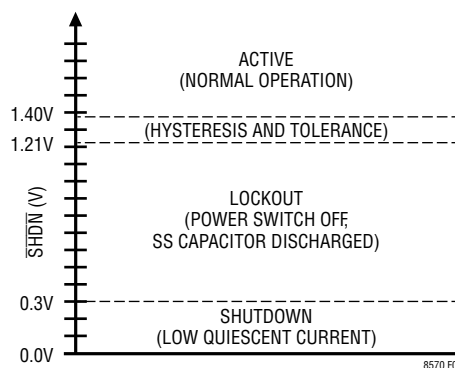 ACTIVE
(NORMAL OPERATION)
1.40V
(HYSTERESIS AND TOLERANCE)
1.21V
SHDN (V)
LOCKOUT
(POWER SWITCH OFF,
SS CAPACITOR DISCHARGED)
0.3V
SHUTDOWN
(LOW QUIESCENT CURRENT)
0.0V